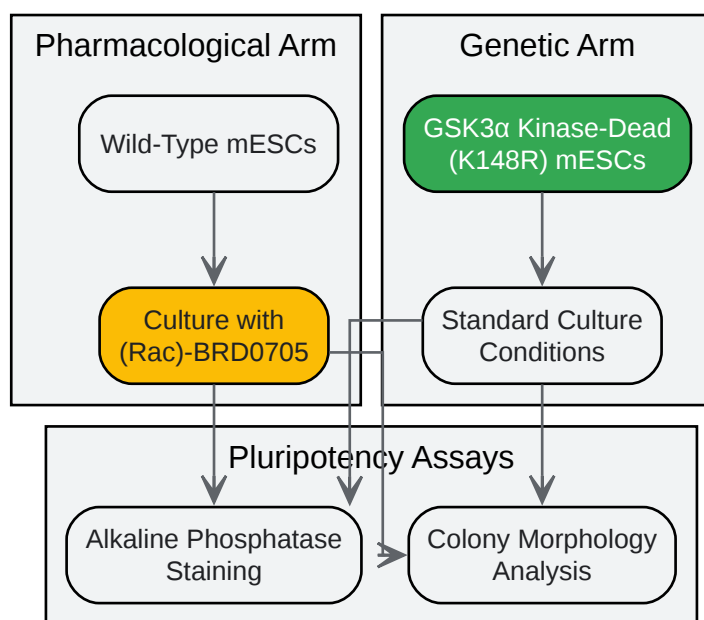 Pharmacological Arm
Genetic Arm
Wild-Type mESCs
GSK3α Kinase-Dead
(K148R) mESCs
Culture with
(Rac)-BRD0705
Standard Culture
Conditions
Pluripotency Assays
Alkaline Phosphatase
Staining
Colony Morphology
Analysis